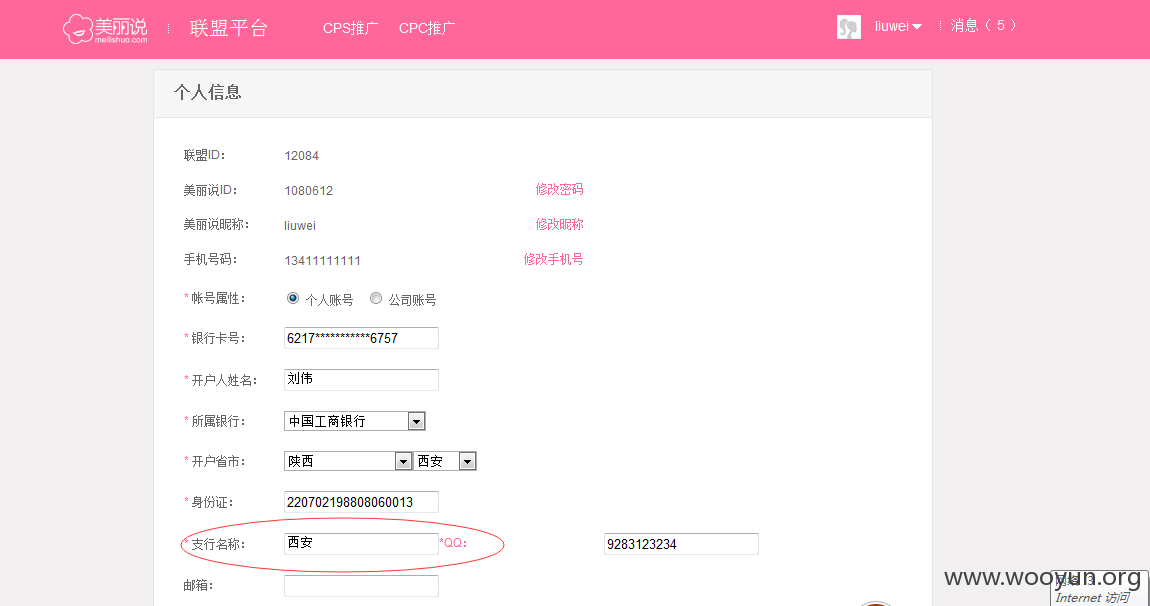 美丽说 meilishuo.com 联盟平台 CPS推广 CPC推广 liuwei 消息（ 5 ）
个人信息
联盟ID： 12084
美丽说ID： 1080612 修改密码
美丽说昵称： liuwei 修改昵称
手机号码： 13411111111 修改手机号
*帐号属性： 个人账号 公司账号
*银行卡号： 6217***********6757
*开户人姓名： 刘伟
*所属银行： 中国工商银行
*开户省市： 陕西 西安
*身份证： 220702198808060013
*支行名称： 西安 *QQ： 9283123234
邮箱：
www.wooyun.org
网络 3
Internet 访问